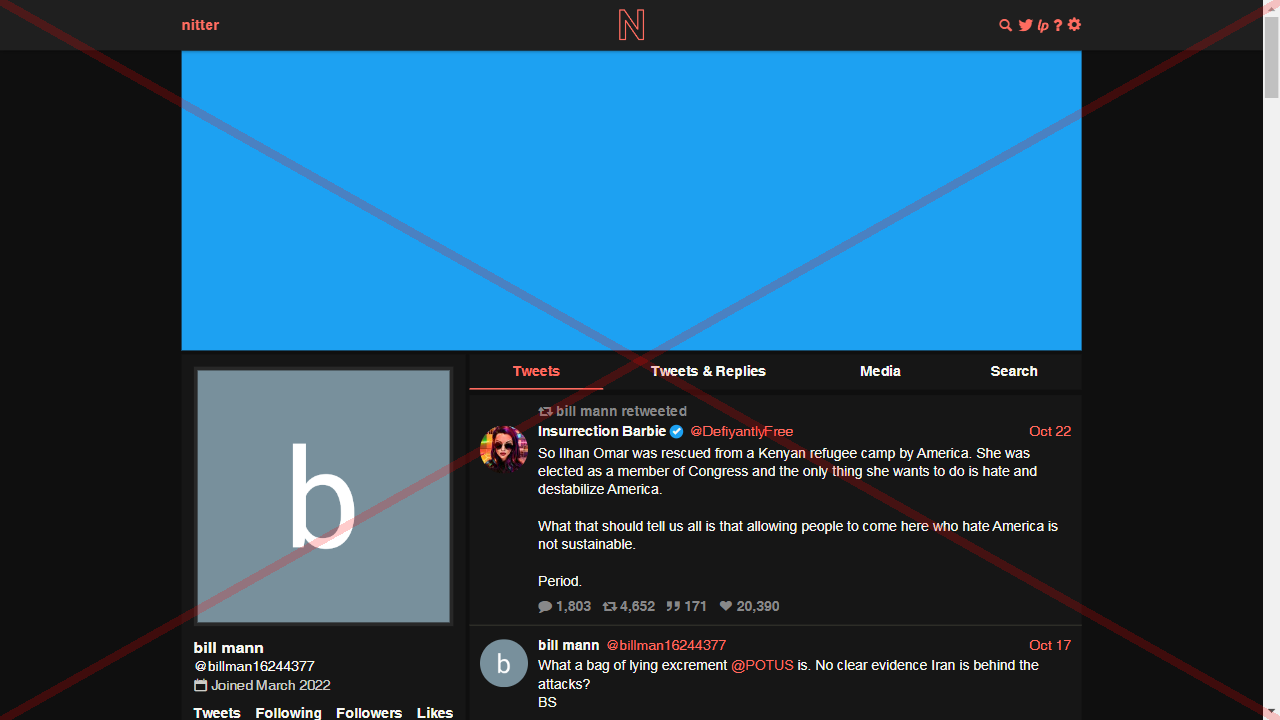 nitter
N
lp ?
Tweets Tweets & Replies Media Search
b
bill mann retweeted
Insurrection Barbie @DefiyantlyFree Oct 22
So Ilhan Omar was rescued from a Kenyan refugee camp by America. She was
elected as a member of Congress and the only thing she wants to do is hate and
destabilize America.
What that should tell us all is that allowing people to come here who hate America is
not sustainable.
Period.
1,803 4,652 171 20,390
bill mann
@billman16244377
Joined March 2022
Tweets Following Followers Likes
b
bill mann @billman16244377 Oct 17
What a bag of lying excrement @POTUS is. No clear evidence Iran is behind the
attacks?
BS